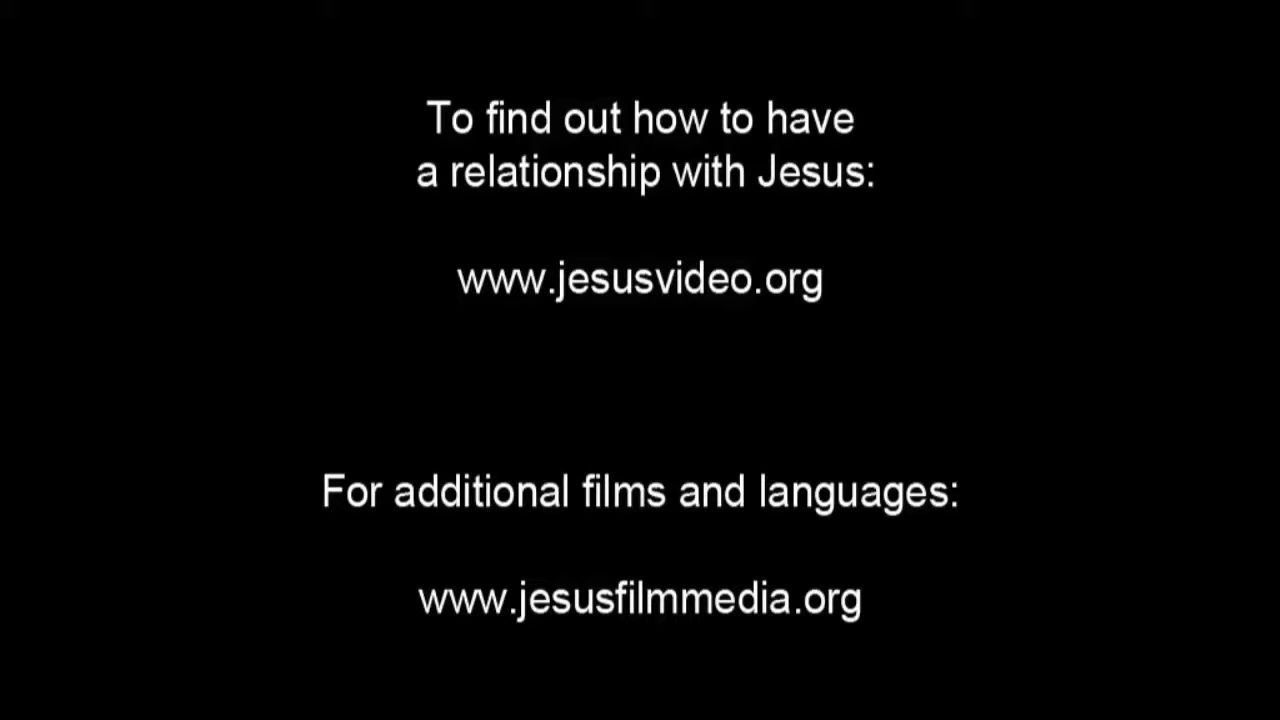 To find out how to have
a relationship with Jesus:
www.jesusvideo.org
For additional films and languages:
www.jesusfilmmedia.org